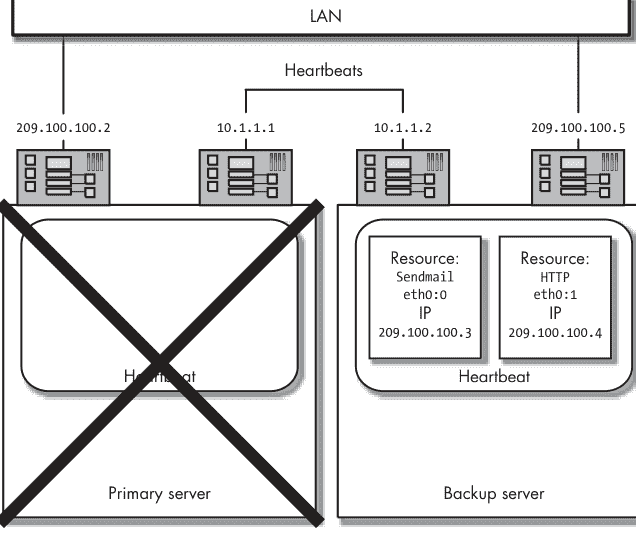 LAN
Heartbeats
209.100.100.2
10.1.1.1
10.1.1.2
209.100.100.5
Heartbeat
Primary server
Resource:
Sendmail
eth0:0
IP
209.100.100.3
Resource:
HTTP
eth0:1
IP
209.100.100.4
Heartbeat
Backup server